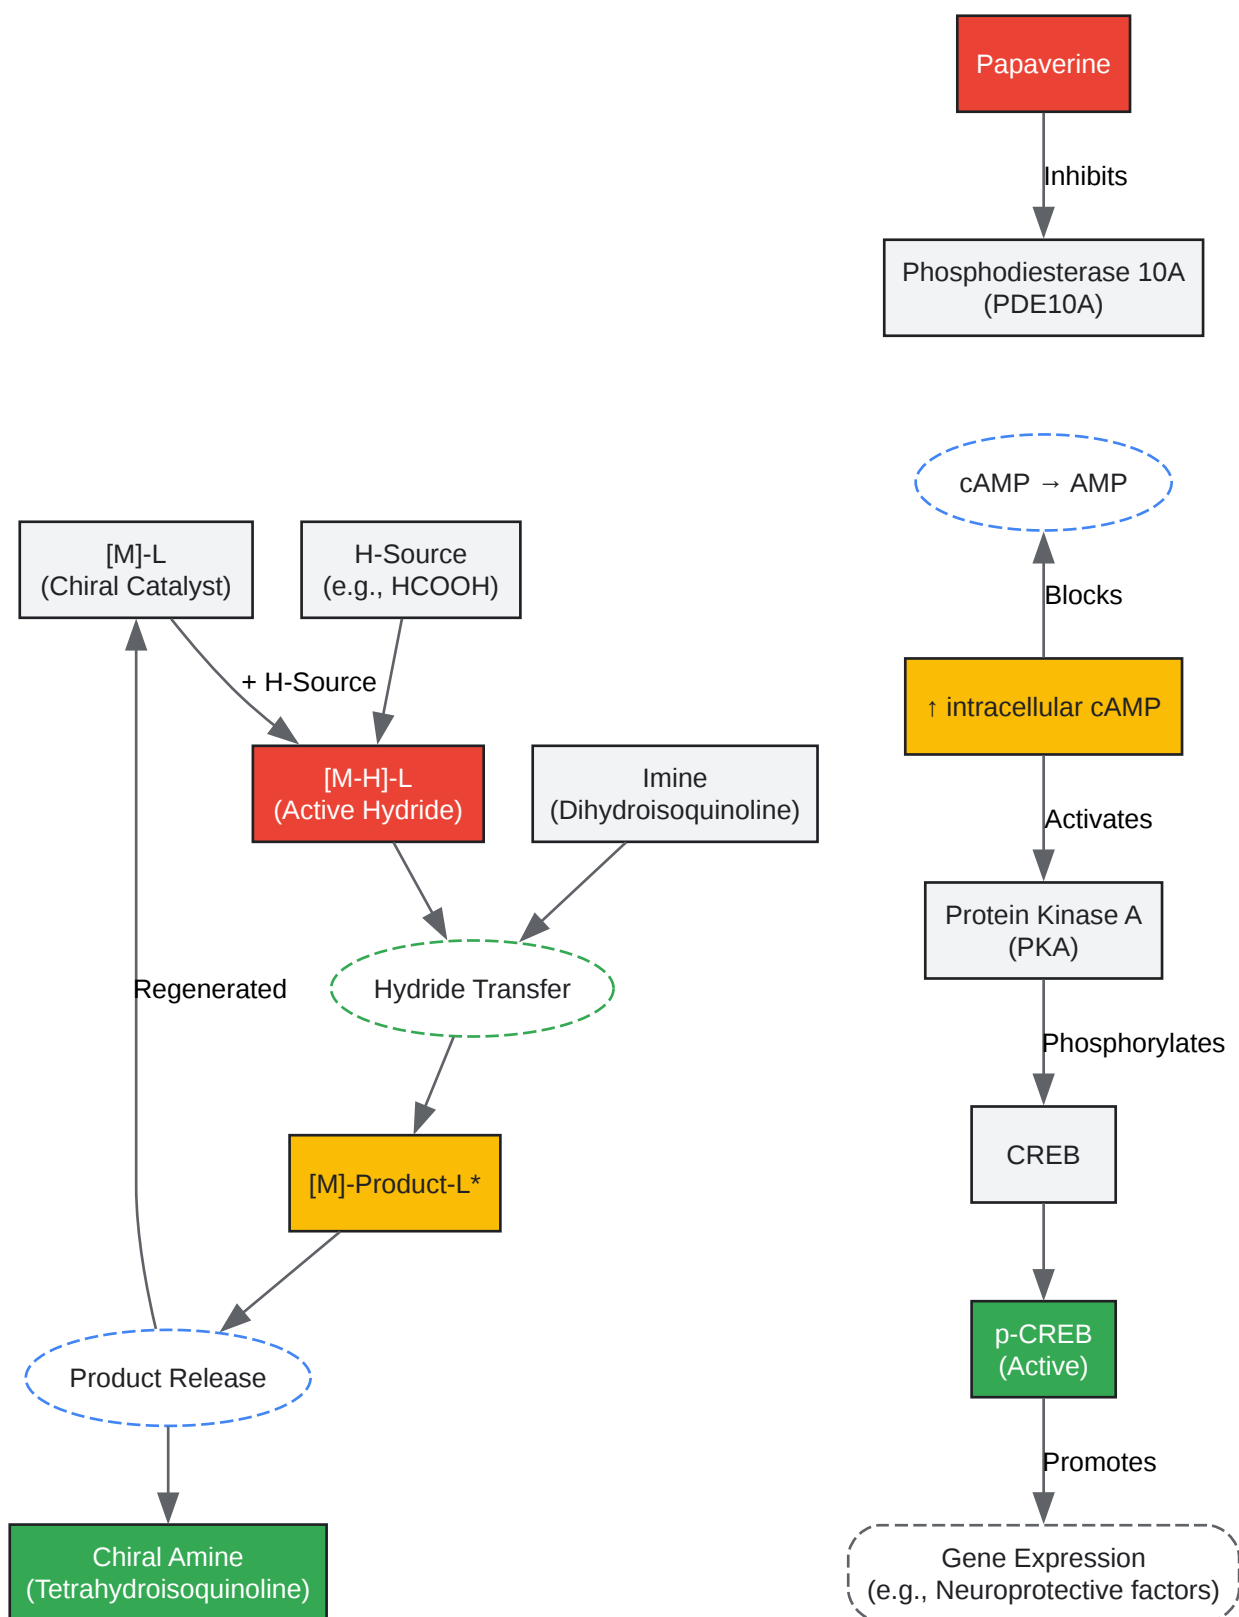 Papaverine
Inhibits
Phosphodiesterase 10A
(PDE10A)
cAMP → AMP
Blocks
↑ intracellular cAMP
Activates
Protein Kinase A
(PKA)
Phosphorylates
CREB
p-CREB
(Active)
Promotes
Gene Expression
(e.g., Neuroprotective factors)
[M]-L
(Chiral Catalyst)
H-Source
(e.g., HCOOH)
+ H-Source
[M-H]-L
(Active Hydride)
Imine
(Dihydroisoquinoline)
Hydride Transfer
Regenerated
[M]-Product-L*
Product Release
Chiral Amine
(Tetrahydroisoquinoline)